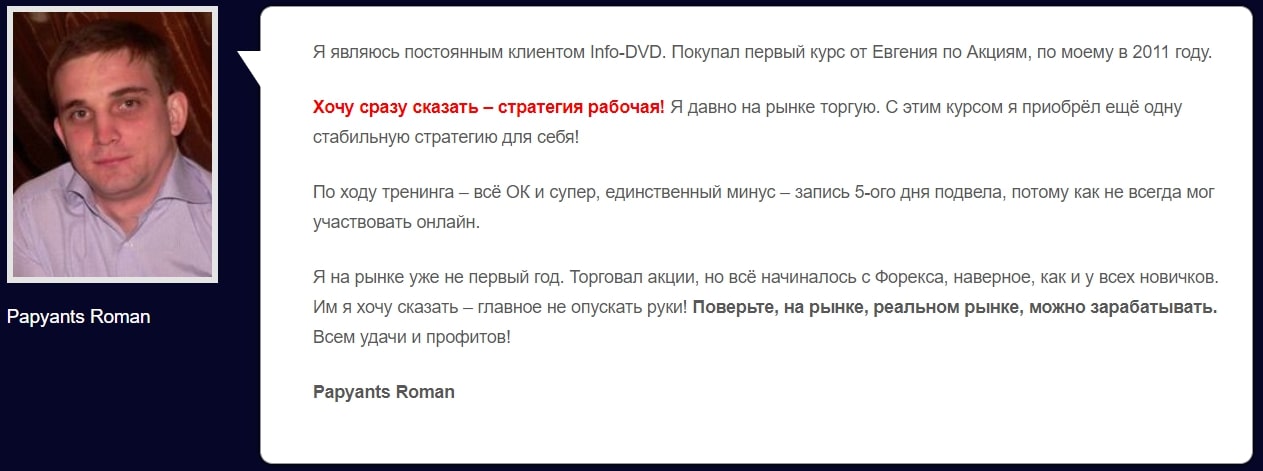 Я являюсь постоянным клиентом Info-DVD. Покупал первый курс от Евгения по Акциям, по моему в 2011 году.
Хочу сразу сказать – стратегия рабочая! Я давно на рынке торгую. С этим курсом я приобрёл ещё одну
стабильную стратегию для себя!
По ходу тренинга – всё ОК и супер, единственный минус – запись 5-ого дня подвела, потому как не всегда мог
участвовать онлайн.
Я на рынке уже не первый год. Торговал акции, но всё начиналось с Форекса, наверное, как и у всех новичков.
Им я хочу сказать – главное не опускать руки! Поверьте, на рынке, реальном рынке, можно зарабатывать.
Всем удачи и профитов!
Papyants Roman
Papyants Roman